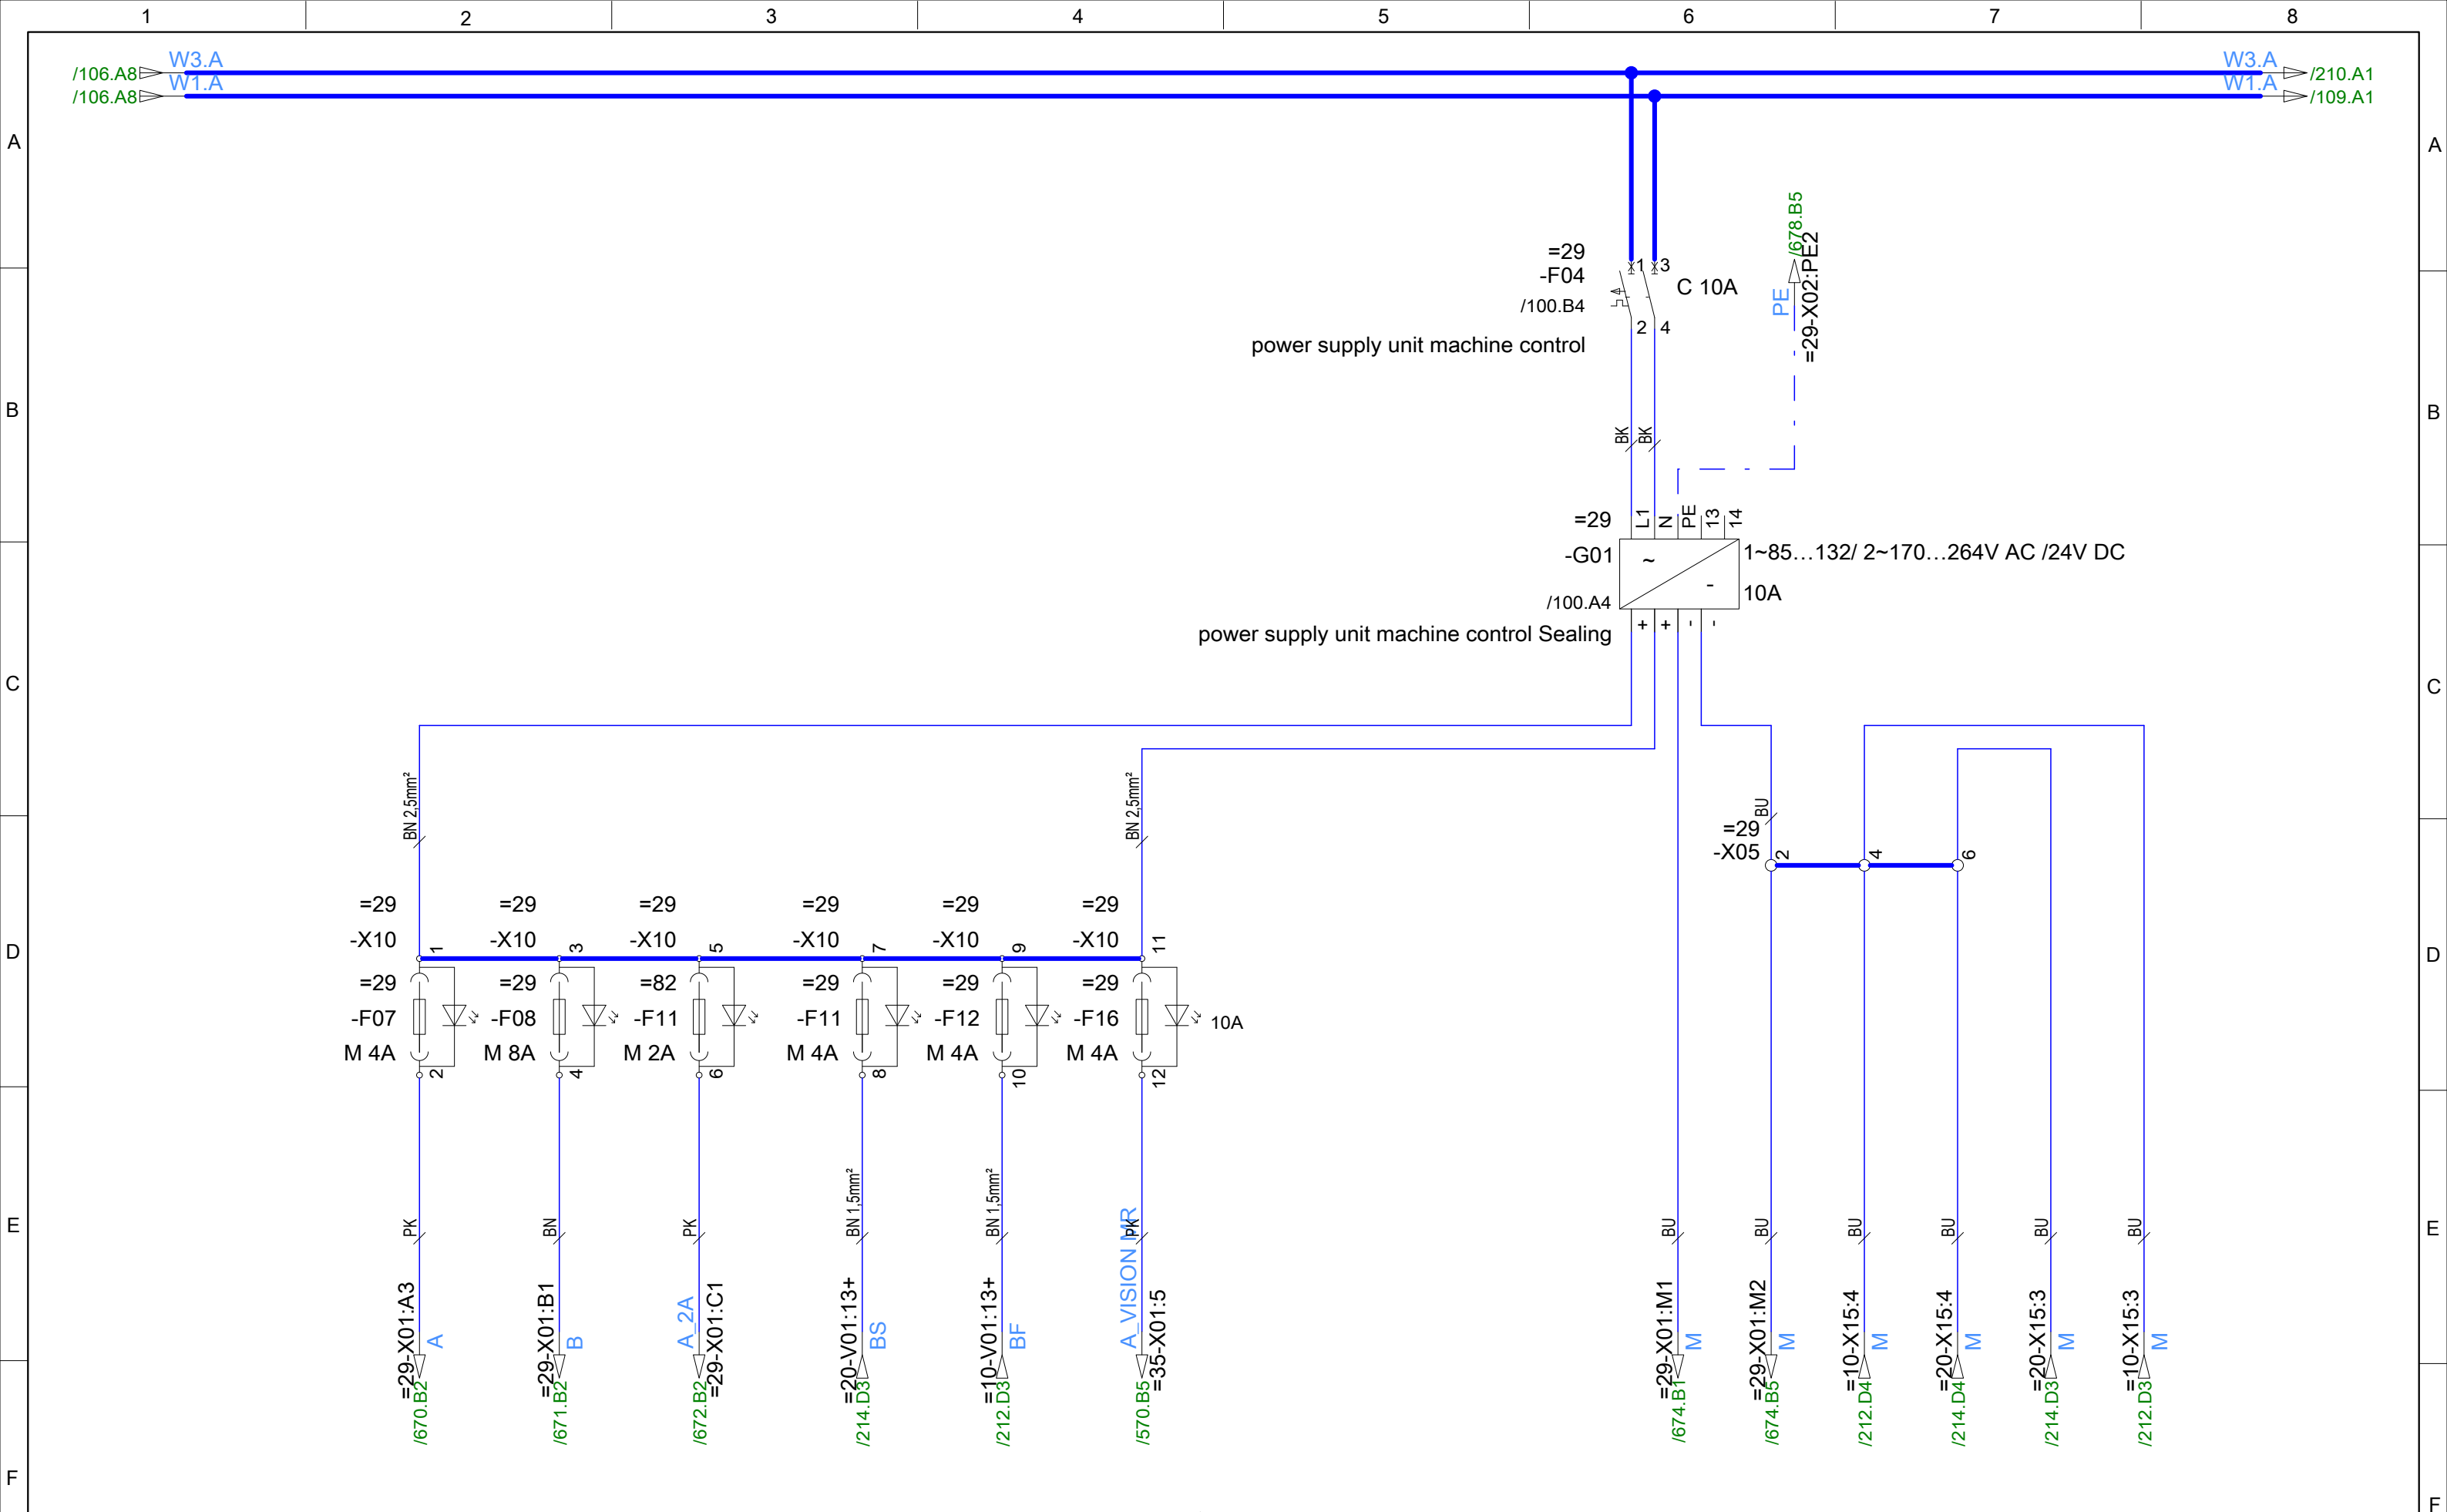 1 2 3 4 5 6 7 8
/106.A8 W3.A W3.A /210.A1
/106.A8 W1.A W1.A /109.A1
A A
/678.B5
=29-X02:PE2
PE
=29
-F04
/100.B4
1 3
C 10A
2 4
power supply unit machine control
B B
BK BK
=29
-G01
/100.A4
L1 N PE 13 14
~
-
1~85…132/ 2~170…264V AC /24V DC
10A
+ + - -
power supply unit machine control Sealing
C C
BN 2,5mm²
BN 2,5mm²
BU
=29
-X05
2 4 6
=29 =29 =29 =29 =29 =29
-X10 -X10 -X10 -X10 -X10 -X10
1 3 5 7 9 11
D D
=29 =29 =82 =29 =29 =29
-F07 -F08 -F11 -F11 -F12 -F16
10A
M 4A M 8A M 2A M 4A M 4A M 4A
2 4 6 8 10 12
E E
PK BN PK BN 1,5mm² BN 1,5mm² PK BU BU BU BU BU BU
=29-X01:A3
A
/670.B2
=29-X01:B1
B
/671.B2
A_2A
=29-X01:C1
/672.B2
=20-V01:13+
BS
/214.D3
=10-V01:13+
BF
/212.D3
A_VISION MR
=35-X01:5
/570.B5
=29-X01:M1
M
/674.B1
=29-X01:M2
M
/674.B5
=10-X15:4
M
/212.D4
=20-X15:4
M
/214.D4
=20-X15:3
M
/214.D3
=10-X15:3
M
/212.D3
F F